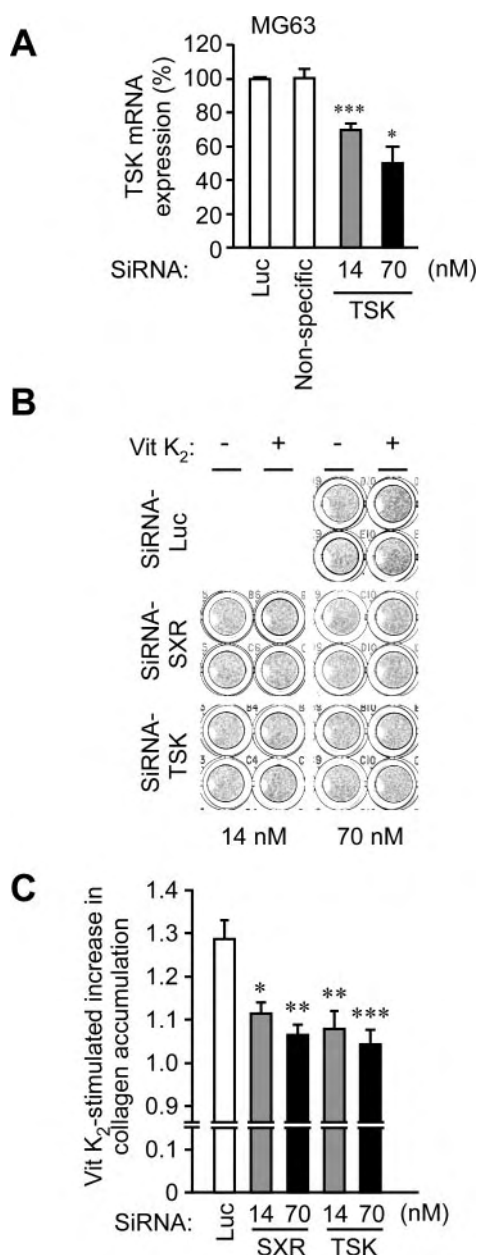 A
MG63
TSK mRNA
expression (%)
120
100
80
60
40
20
0
***
*
SiRNA:
Luc
Non-specific
14 70 (nM)
TSK
B
Vit K₂: - + - +
SiRNA-
Luc
SiRNA-
SXR
SiRNA-
TSK
14 nM 70 nM
C
Vit K₂-stimulated increase in
collagen accumulation
1.4
1.3
1.2
1.1
1.0
0.9
0.1
0
* ** ** ***
SiRNA:
Luc
14 70 14 70 (nM)
SXR TSK